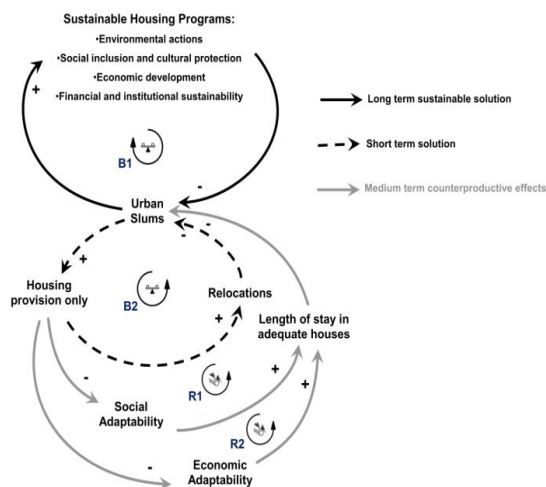 Sustainable Housing Programs:
•Environmental actions
•Social inclusion and cultural protection
•Economic development
•Financial and institutional sustainability
+
B1
-
Urban
Slums
-
-
+
Housing
provision only
B2
Relocations
+
Length of stay in
adequate houses
-
R1
+
+
Social
Adaptability
R2
-
Economic
Adaptability
Long term sustainable solution
Short term solution
Medium term counterproductive effects